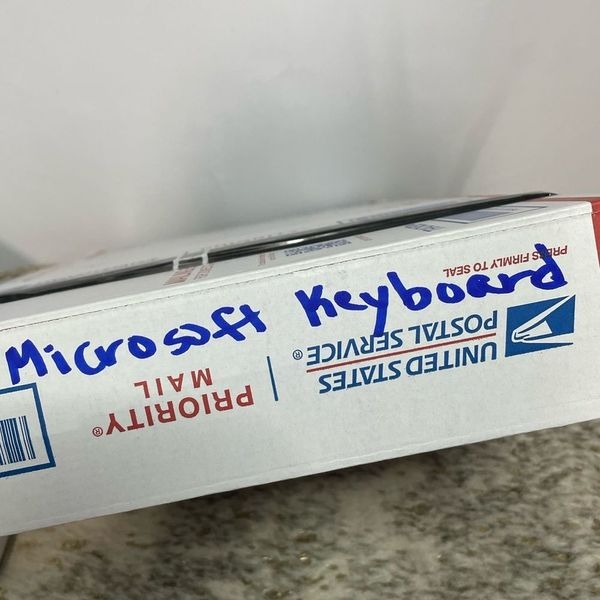 Microsoft Keyboard
PRESS FIRMLY TO SEAL
UNITED STATES
POSTAL SERVICE®
PRIORITY®
MAIL